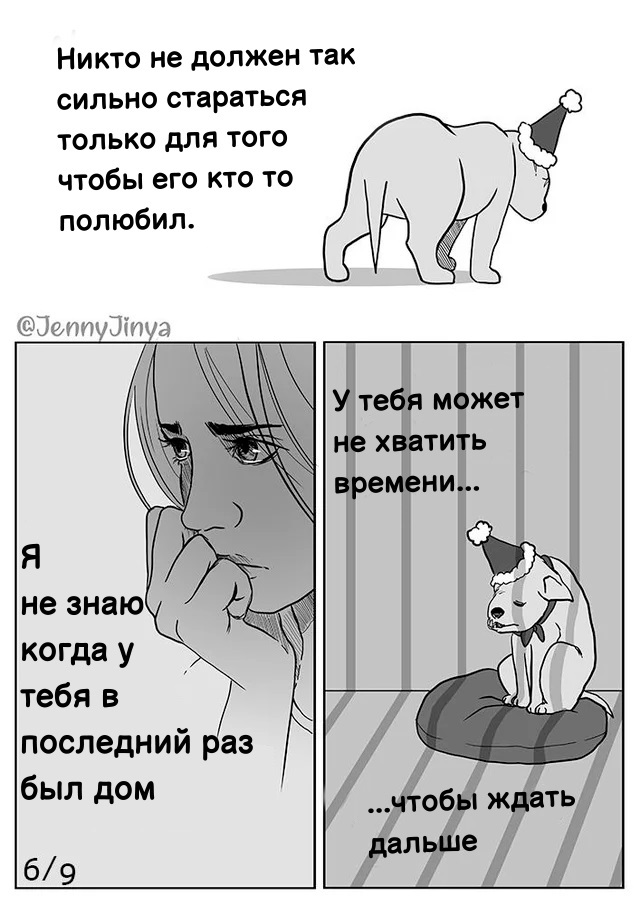 Никто не должен так
сильно стараться
только для того
чтобы его кто то
полюбил.
@JennyJinya
Я
не знаю
когда у
тебя в
последний раз
был дом
6/9
У тебя может
не хватить
времени...
...чтобы ждать
дальше